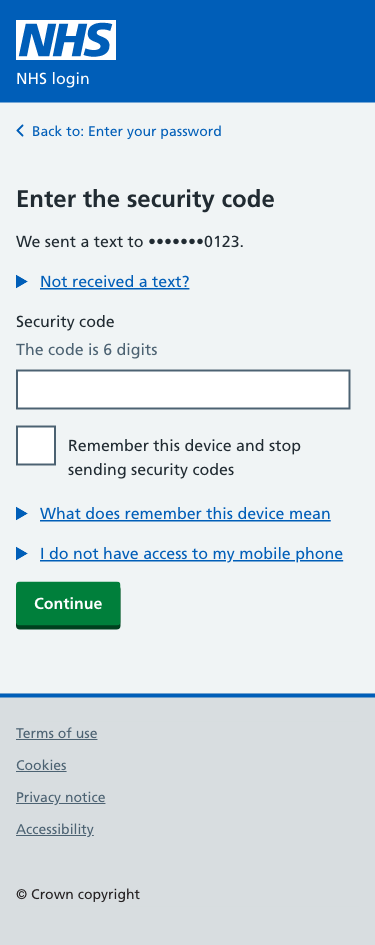 NHS
NHS login
Back to: Enter your password
Enter the security code
We sent a text to •••••••0123.
Not received a text?
Security code
The code is 6 digits
Remember this device and stop
sending security codes
What does remember this device mean
I do not have access to my mobile phone
Continue
Terms of use
Cookies
Privacy notice
Accessibility
© Crown copyright